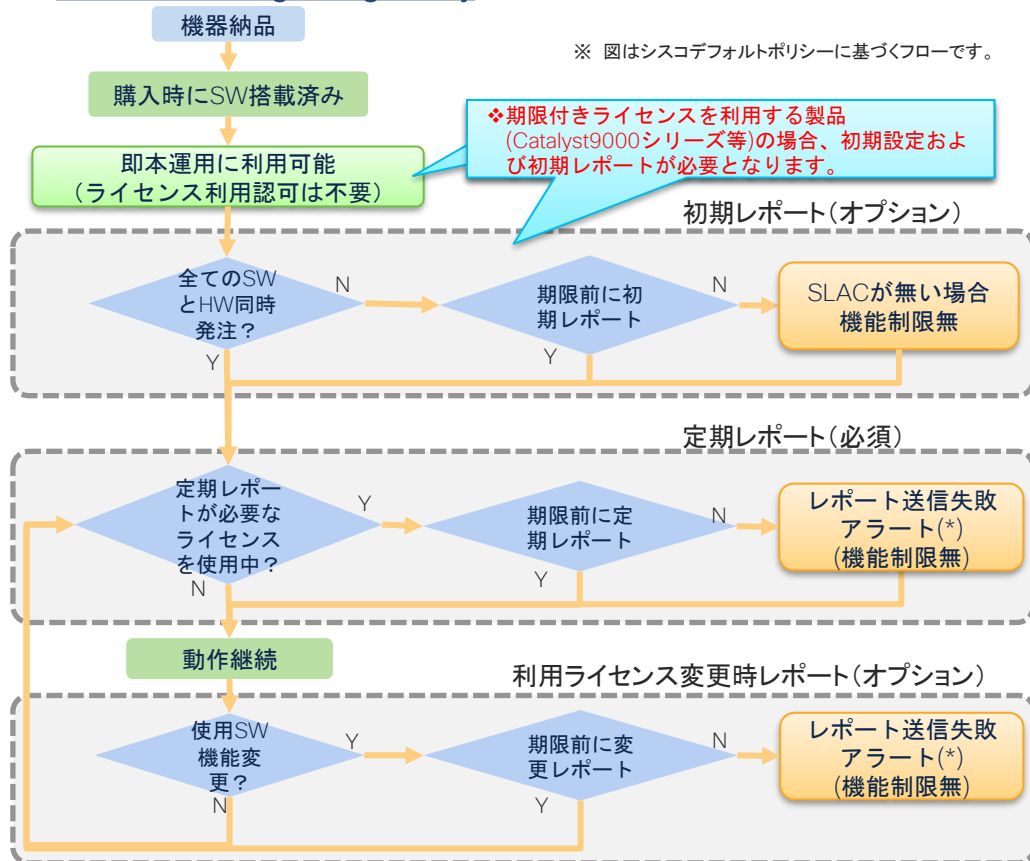 機器納品
※ 図はシスコデフォルトポリシーに基づくフローです。
購入時にSW搭載済み
❖期限付きライセンスを利用する製品
(Catalyst9000シリーズ等)の場合、初期設定およ
び初期レポートが必要となります。
即本運用に利用可能
（ライセンス利用認可は不要）
初期レポート（オプション）
全てのSW
とHW同時
発注？
N
期限前に初
期レポート
N
SLACが無い場合
機能制限無
Y
Y
定期レポート（必須）
定期レポー
トが必要な
ライセンス
を使用中？
Y
期限前に定
期レポート
N
レポート送信失敗
アラート(*)
(機能制限無)
N
Y
動作継続
利用ライセンス変更時レポート（オプション）
使用SW
機能変
更？
Y
期限前に変
更レポート
N
レポート送信失敗
アラート(*)
(機能制限無)
N
Y